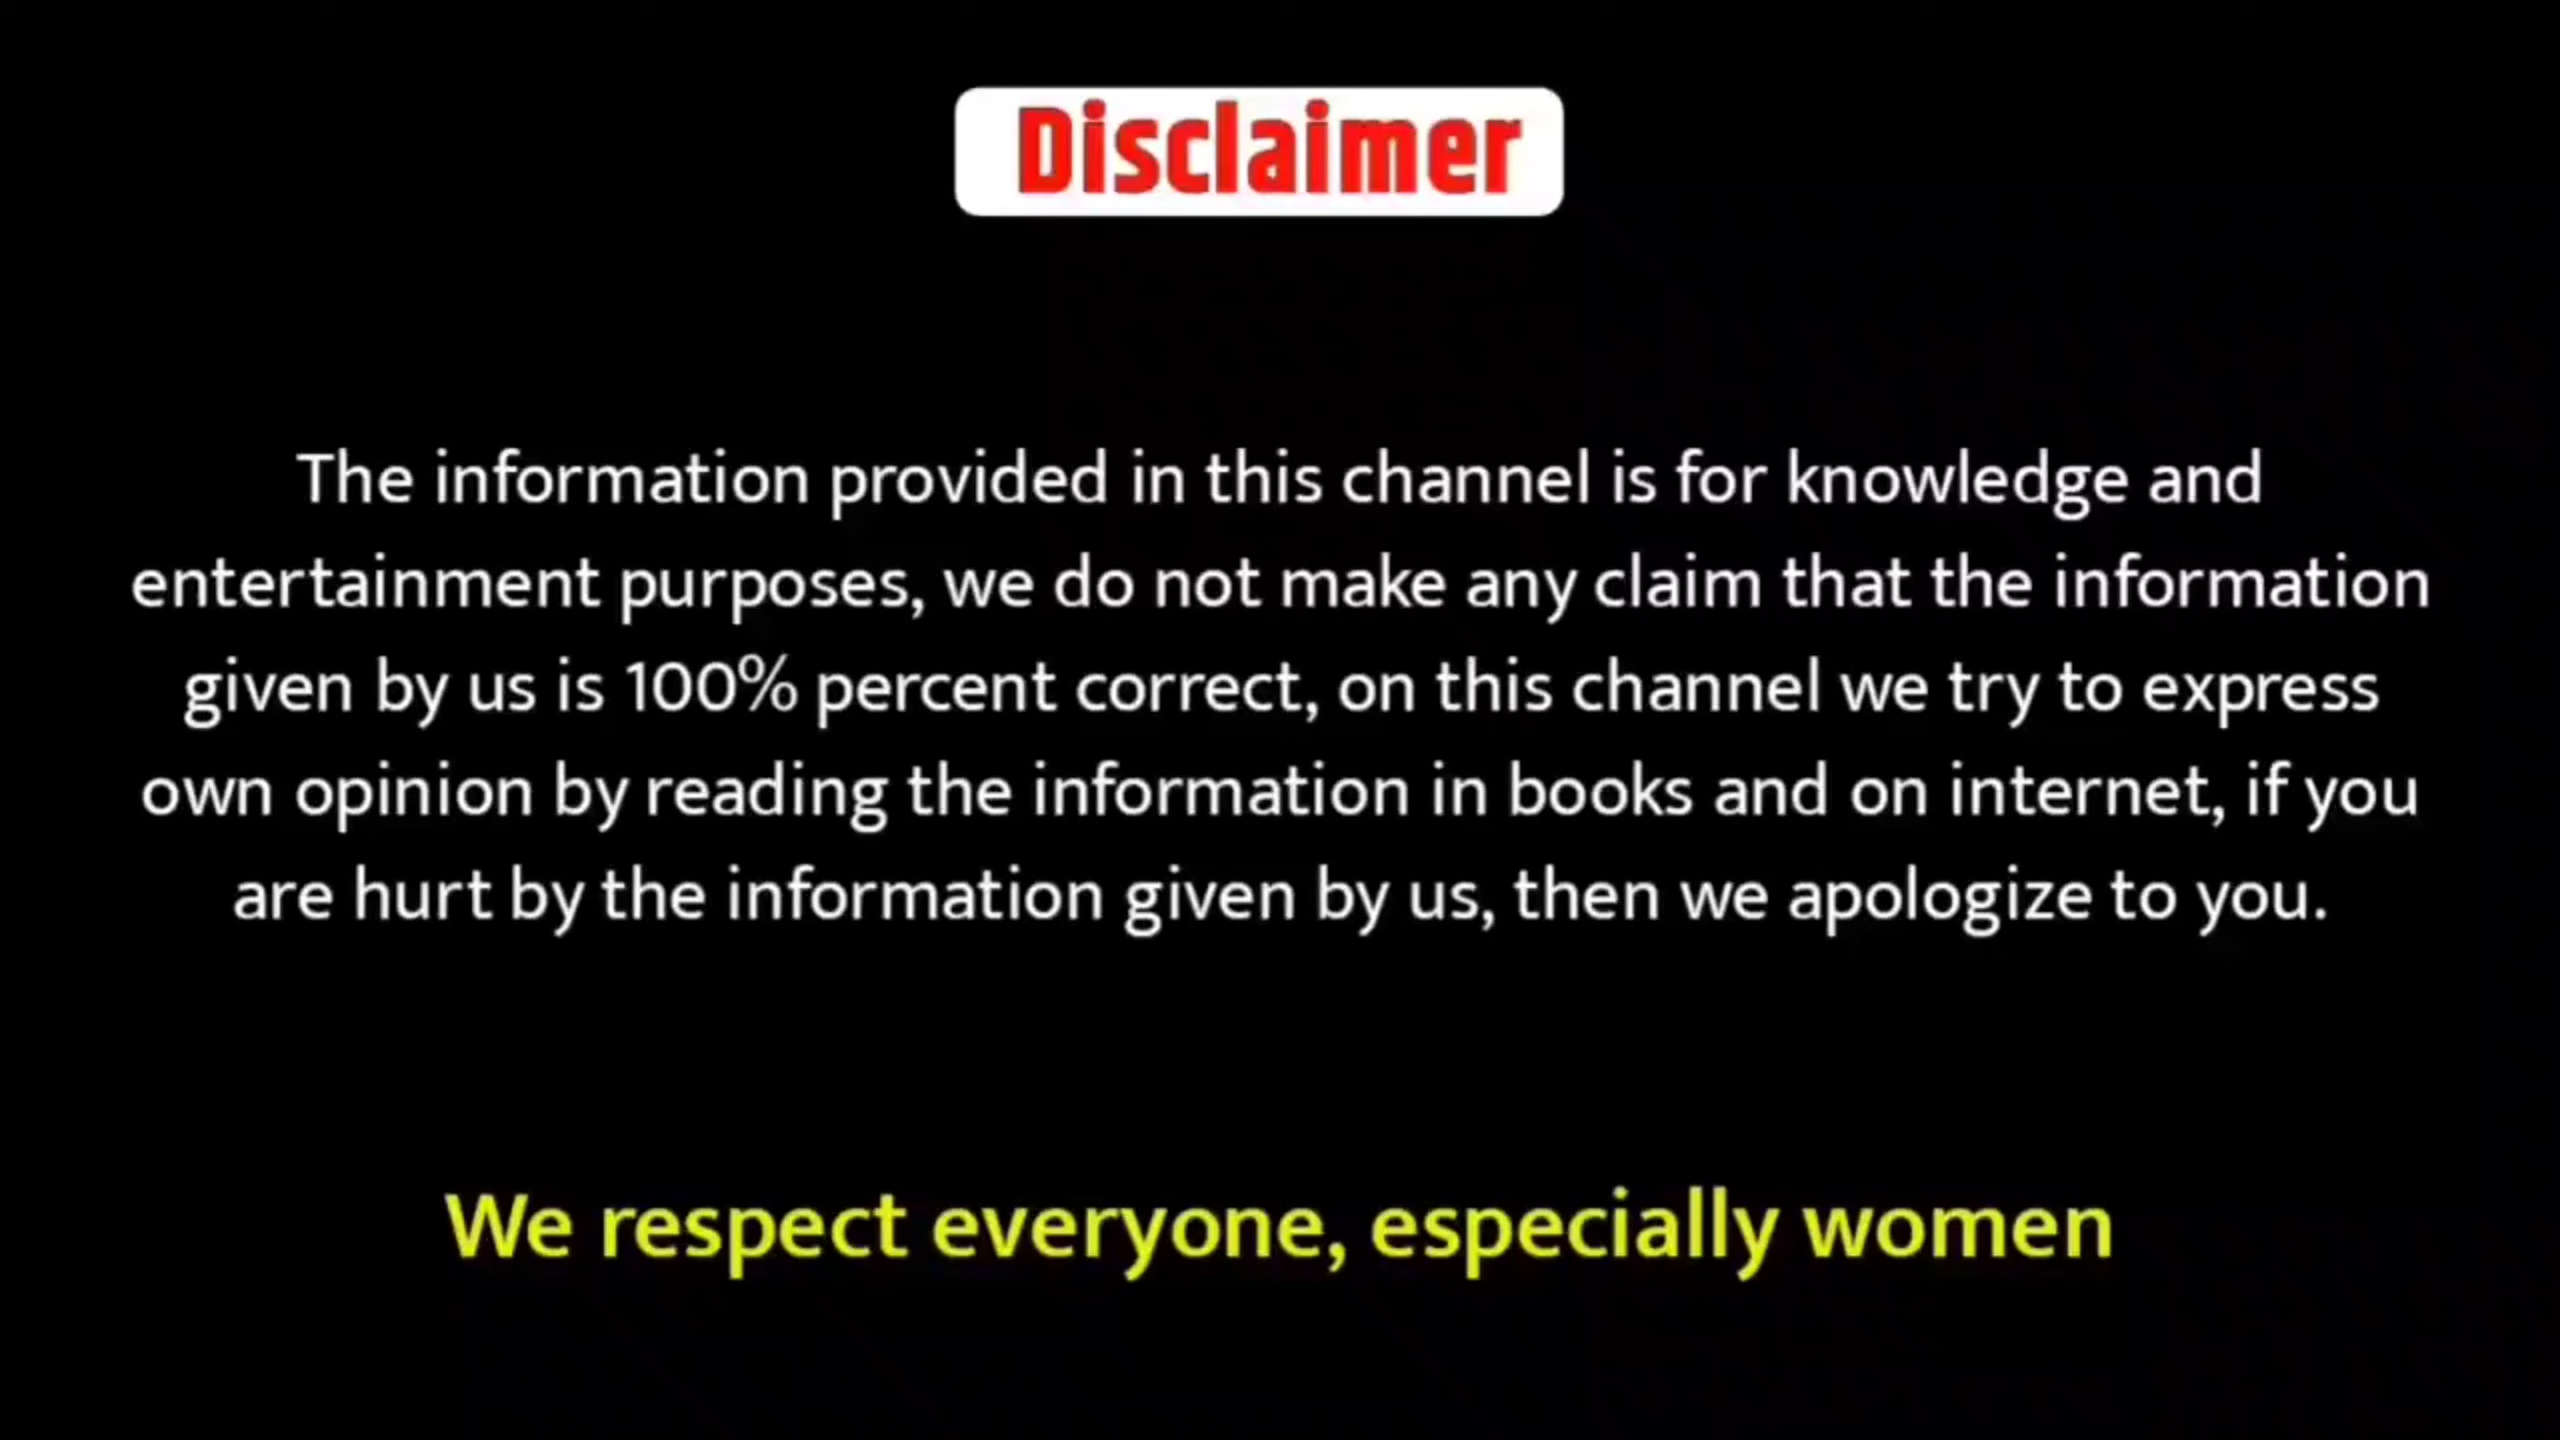 Disclaimer
The information provided in this channel is for knowledge and
entertainment purposes, we do not make any claim that the information
given by us is 100% percent correct, on this channel we try to express
own opinion by reading the information in books and on internet, if you
are hurt by the information given by us, then we apologize to you.
We respect everyone, especially women